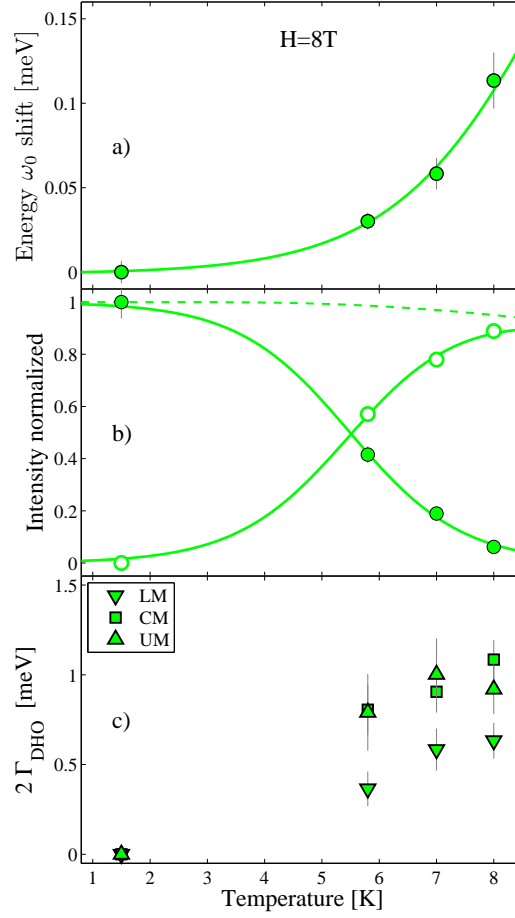 0.15
H=8T
0.1
0.05
0
Energy ω0 shift [meV]
a)
1
0.8
0.6
0.4
0.2
0
Intensity normalized
b)
1.5
LM
CM
UM
1
0.5
0
2 ΓDHO [meV]
c)
1 2 3 4 5 6 7 8
Temperature [K]